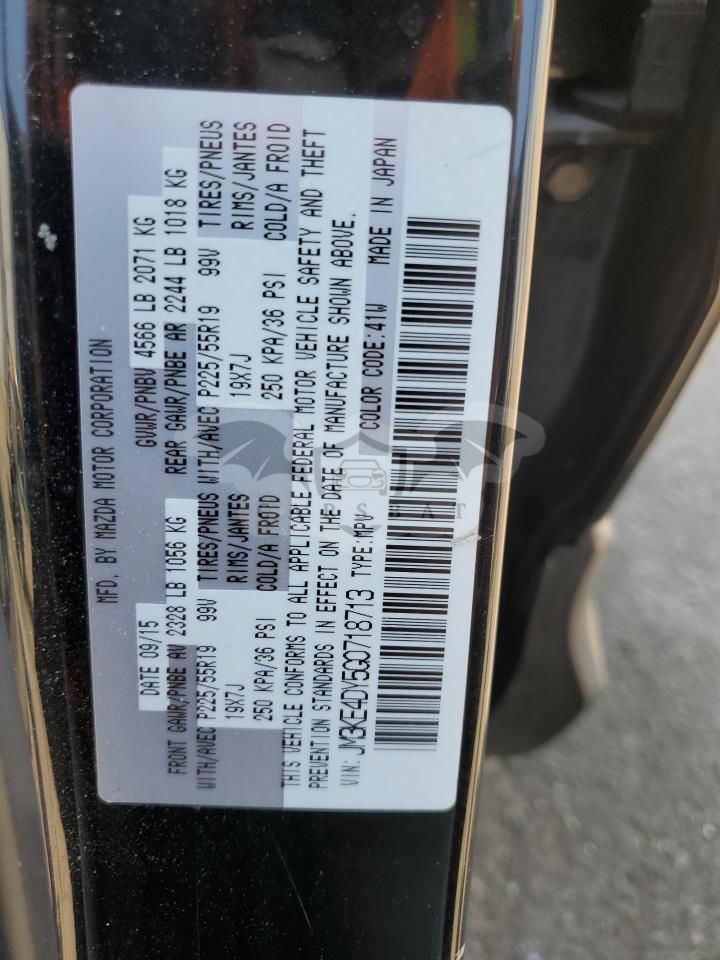 MFD. BY MAZDA MOTOR CORPORATION
DATE 09/15 GVWR/PNBV 4566 LB 2071 KG
FRONT GAWR/PNBE AV 2328 LB 1056 KG REAR GAWR/PNBE AR 2244 LB 1018 KG
WITH/AVEC P225/55R19 99V TIRES/PNEUS WITH/AVEC P225/55R19 99V TIRES/PNEUS
19X7J RIMS/JANTES 19X7J RIMS/JANTES
250 KPA/36 PSI COLD/A FROID 250 KPA/36 PSI COLD/A FROID
THIS VEHICLE CONFORMS TO ALL APPLICABLE FEDERAL MOTOR VEHICLE SAFETY AND THEFT
PREVENTION STANDARDS IN EFFECT ON THE DATE OF MANUFACTURE SHOWN ABOVE.
VIN: JM3KE4DY5G0718713 TYPE:MPV COLOR CODE:41W MADE IN JAPAN